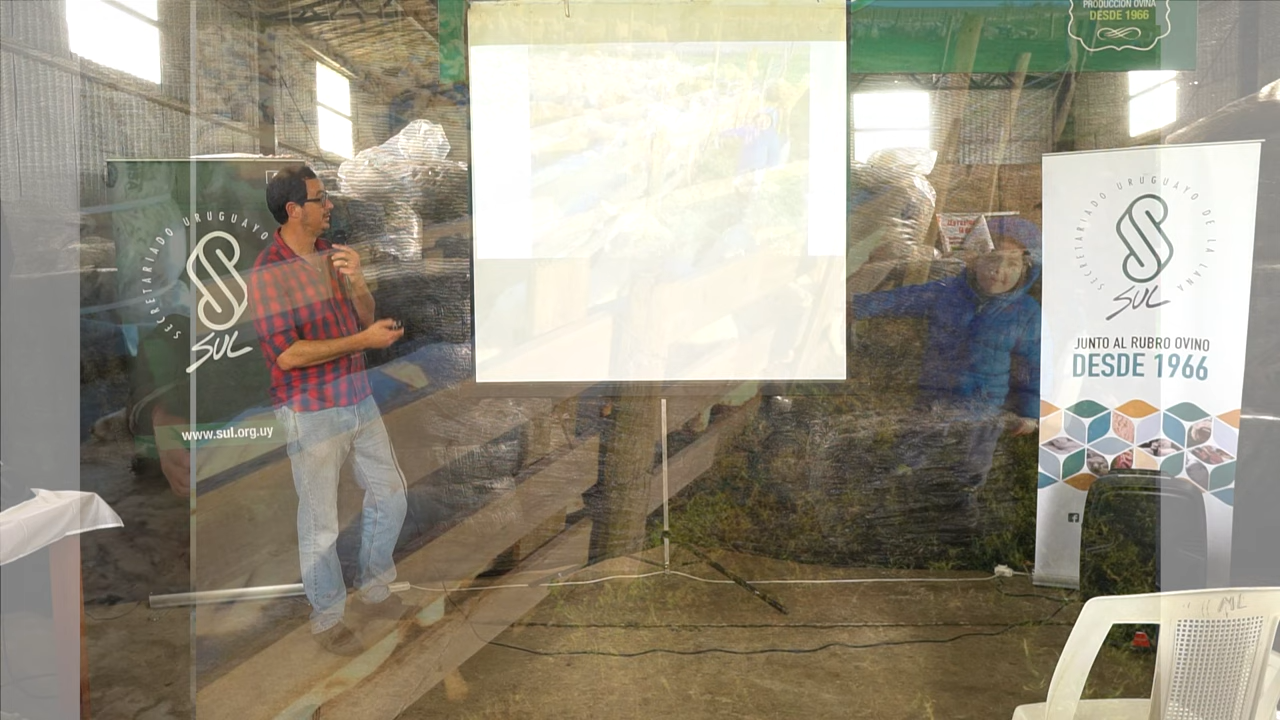 PRODUCCIÓN OVINA
DESDE 1966
SECRETARIADO URUGUAYO
SUL
www.sul.org.uy
SECRETARIADO URUGUAYO DE LA LANA
SUL
JUNTO AL RUBRO OVINO
DESDE 1966
ML